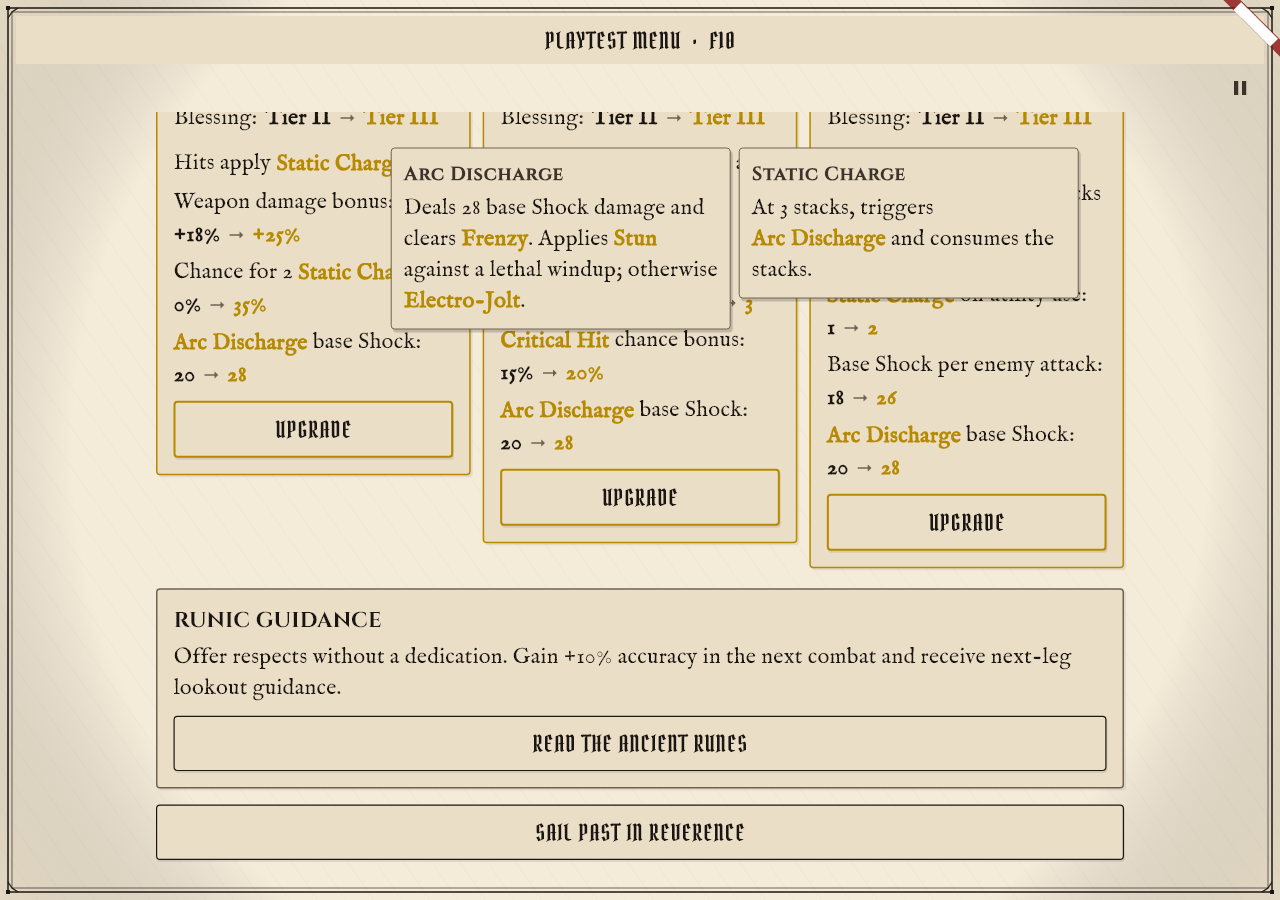 PLAYTEST MENU · F10
Blessing: Tier II → Tier III
Hits apply Static
Weapon damage bonus:
+18% → +25%
Chance for 2 Static
0% → 35%
Arc Discharge base Shock:
20 → 28
UPGRADE
Blessing: Tier II → Tier III
3
Critical Hit chance bonus:
15% → 20%
Arc Discharge base Shock:
20 → 28
UPGRADE
Blessing: Tier II → Tier III
Static Charge on utility use:
1 → 2
Base Shock per enemy attack:
18 → 26
Arc Discharge base Shock:
20 → 28
UPGRADE
Arc Discharge
Deals 28 base Shock damage and
clears Frenzy. Applies Stun
against a lethal windup; otherwise
Electro-Jolt.
Static Charge
At 3 stacks, triggers
Arc Discharge and consumes the
stacks.
RUNIC GUIDANCE
Offer respects without a dedication. Gain +10% accuracy in the next combat and receive next-leg
lookout guidance.
READ THE ANCIENT RUNES
SAIL PAST IN REVERENCE